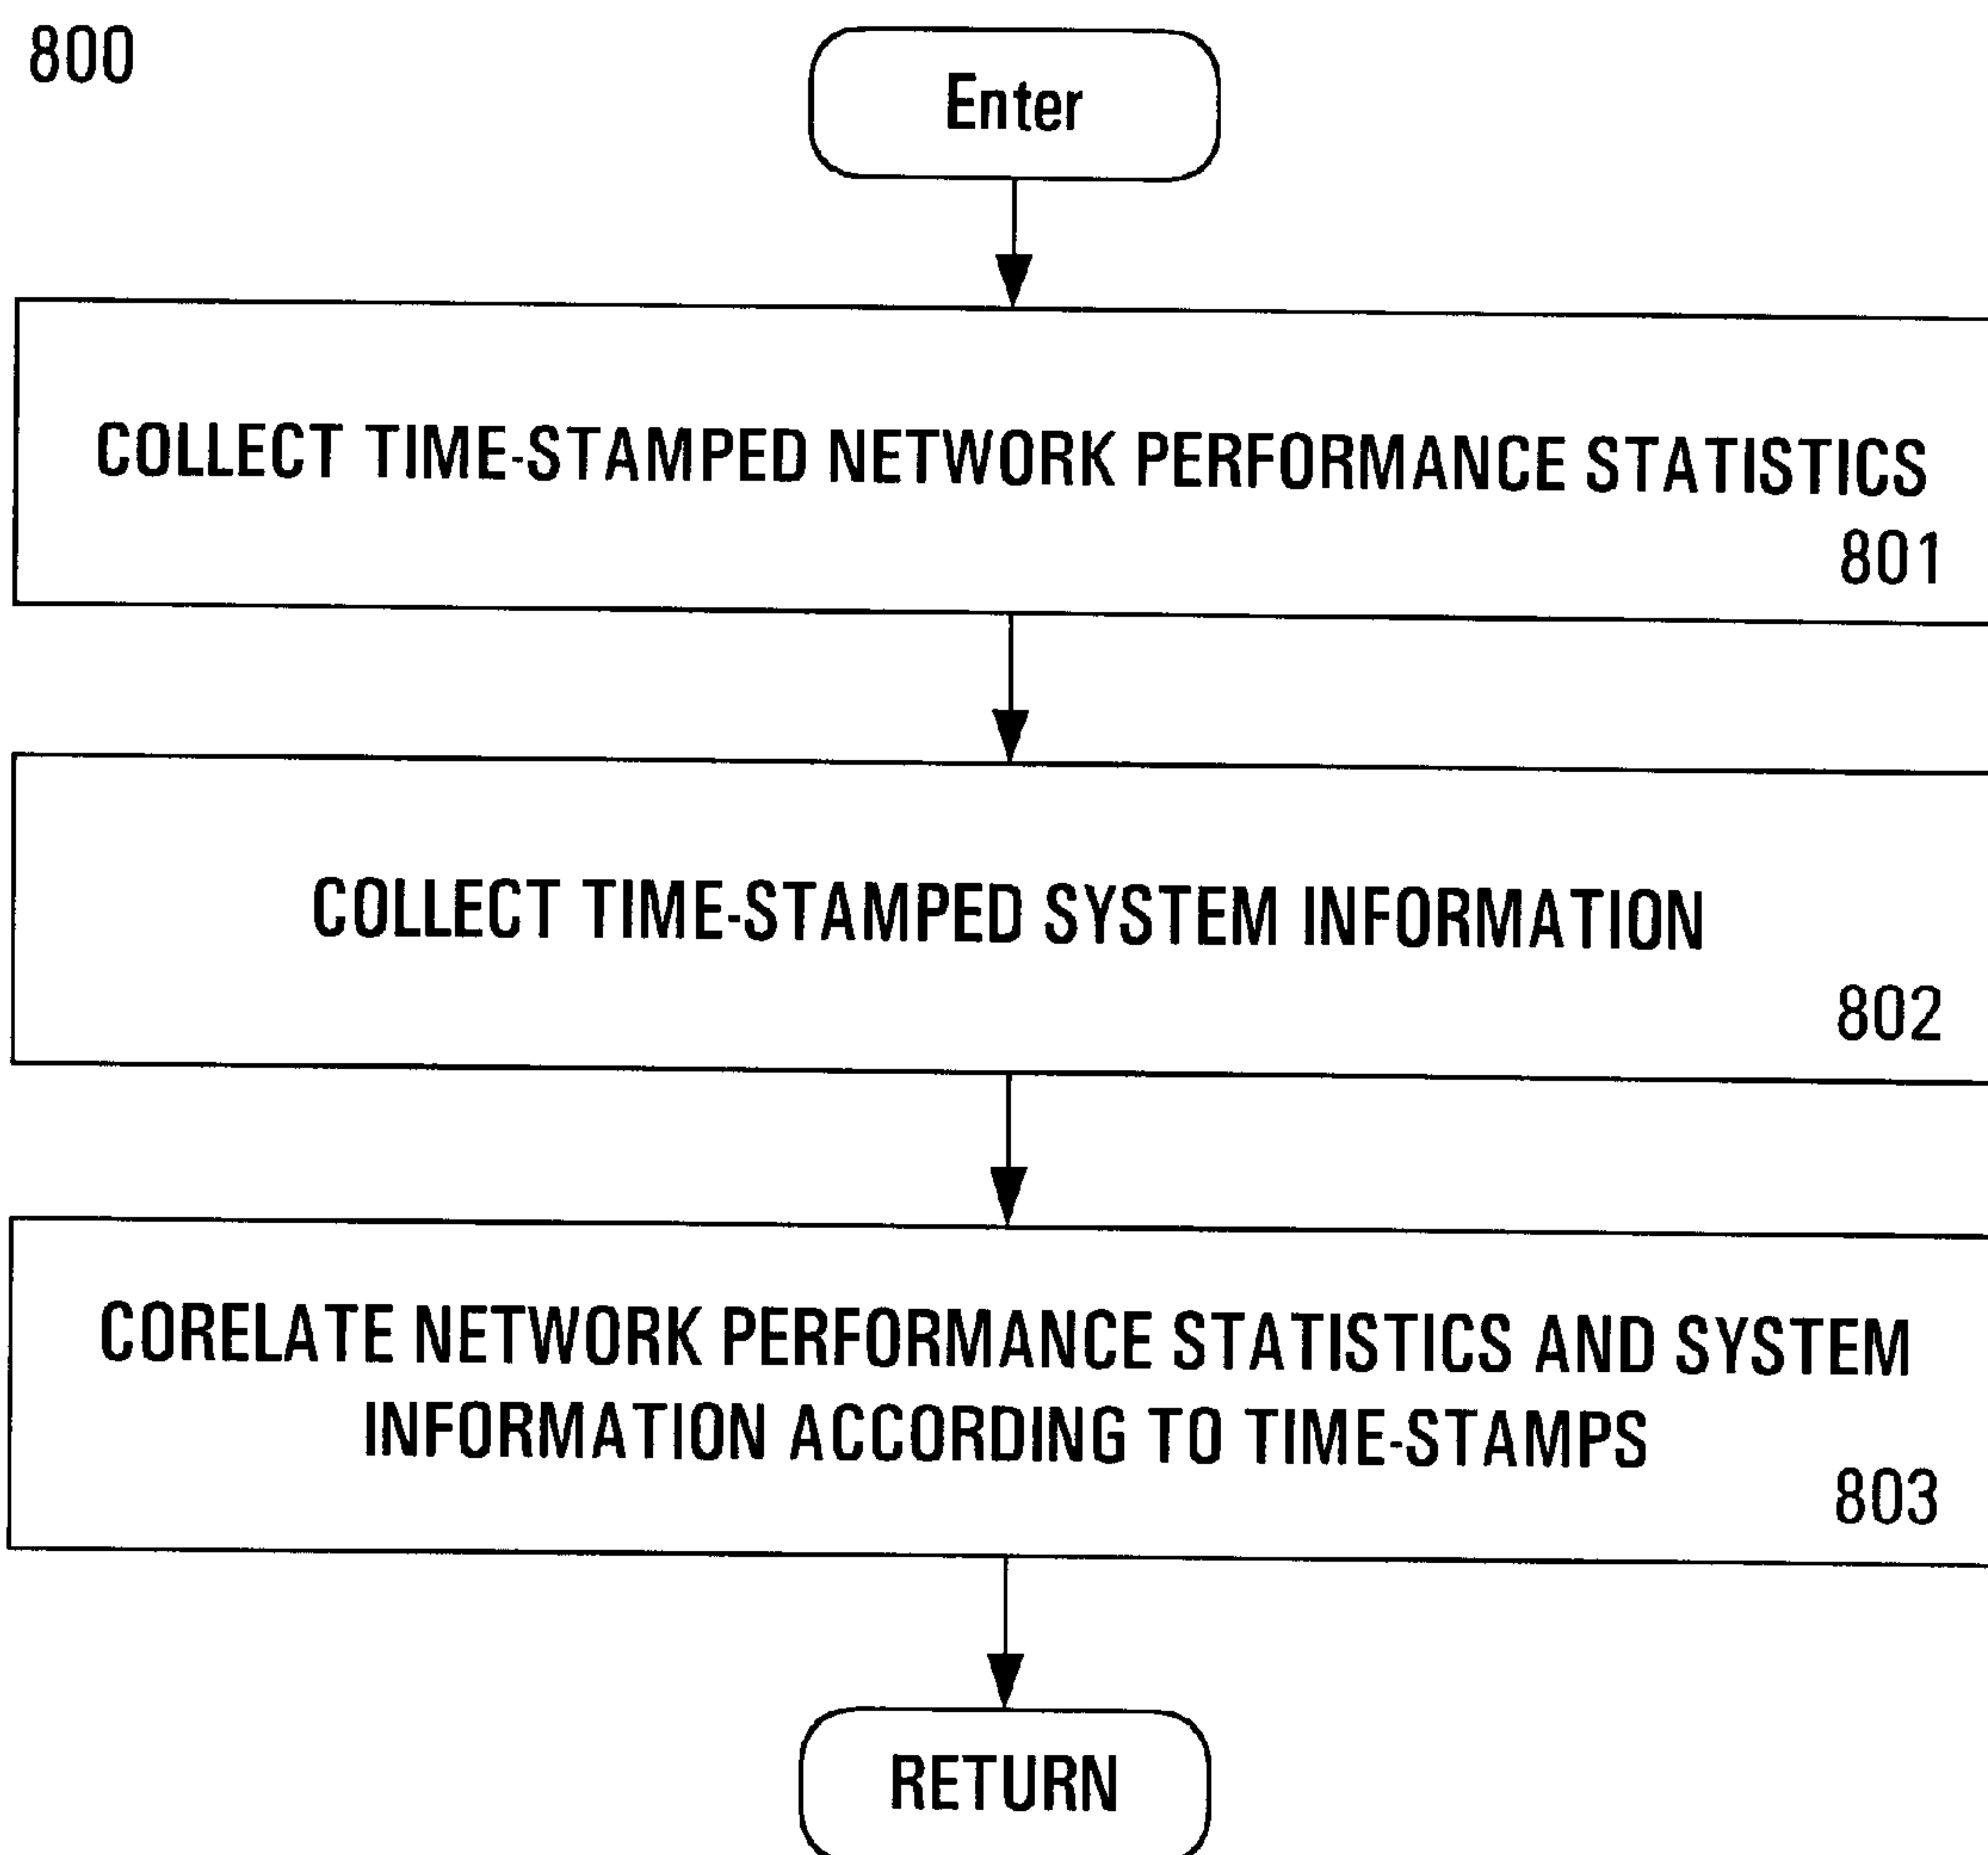 800
Enter
COLLECT TIME-STAMPED NETWORK PERFORMANCE STATISTICS
801
COLLECT TIME-STAMPED SYSTEM INFORMATION
802
CORELATE NETWORK PERFORMANCE STATISTICS AND SYSTEM
INFORMATION ACCORDING TO TIME-STAMPS
803
RETURN